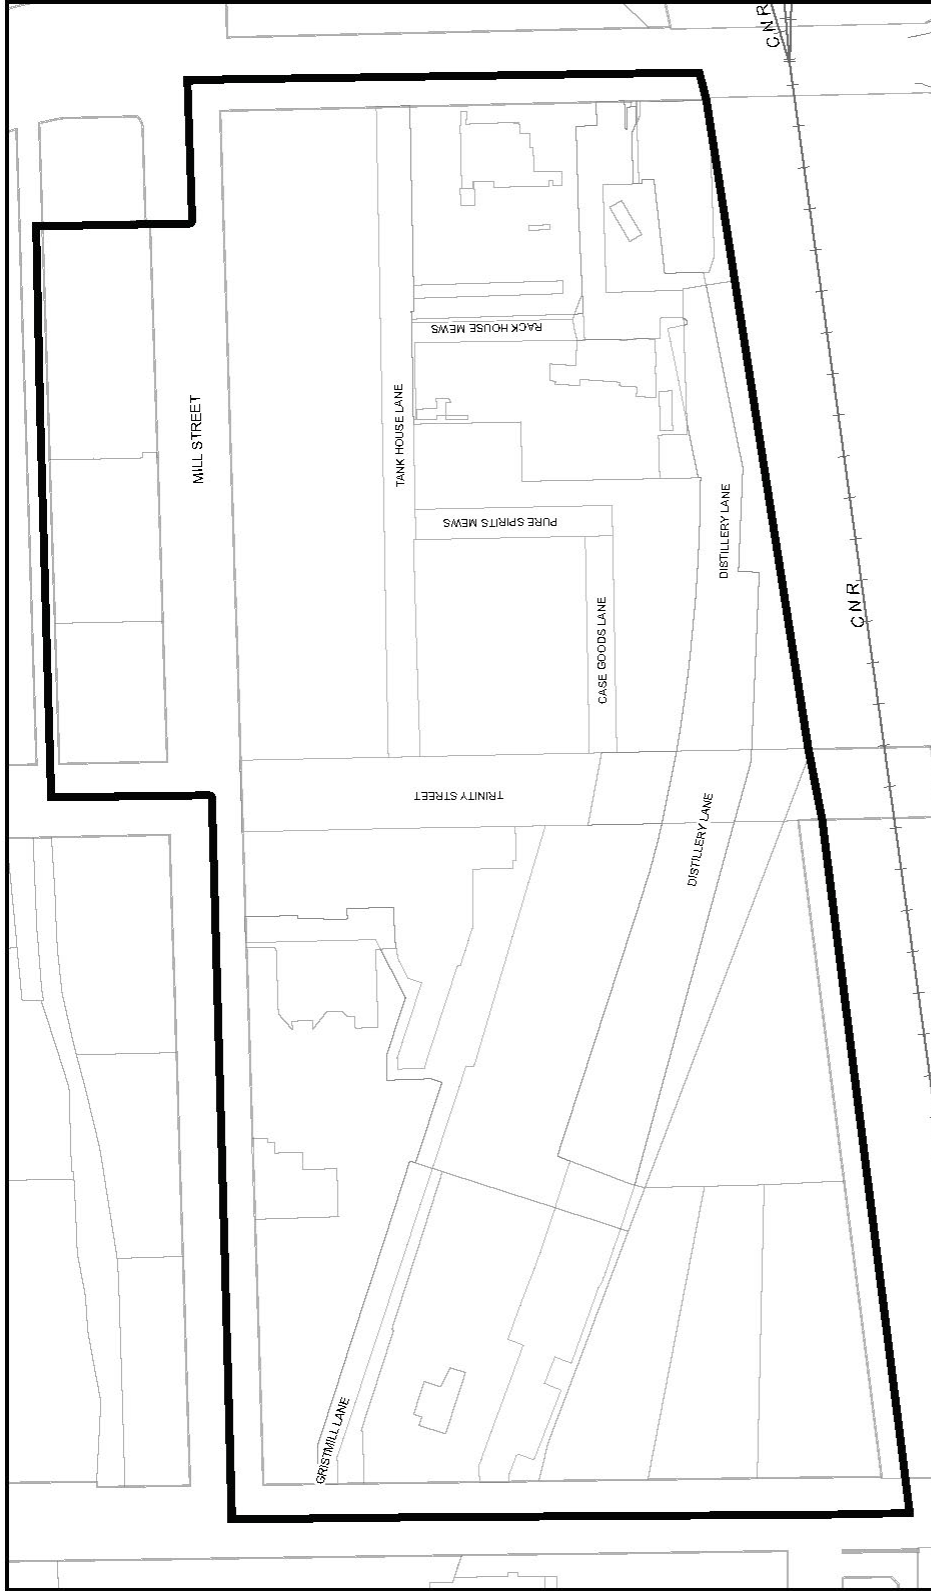 CNR
RACK HOUSE MEWS
MILL STREET
TANK HOUSE LANE
PURE SPIRITS MEWS
DISTILLERY LANE
CNR
CASE GOODS LANE
TRINITY STREET
DISTILLERY LANE
GRISTMILL LANE